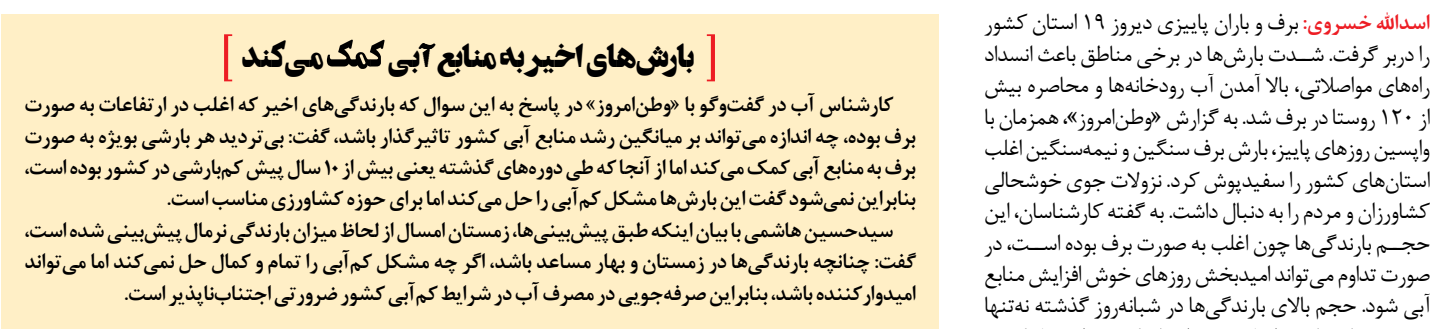 اسدالله خسروی: برف و باران پاییزی دیروز ۱۹ استان کشور
را دربر گرفت. شدت بارش‌ها در برخی مناطق باعث انسداد
راه‌های مواصلاتی، بالا آمدن آب رودخانه‌ها و محاصره بیش
از ۱۲۰ روستا در برف شد. به گزارش «وطن‌امروز»، همزمان با
واپسین روزهای پاییز، بارش برف سنگین و نیمه‌سنگین اغلب
استان‌های کشور را سفیدپوش کرد. نزولات جوی خوشحالی
کشاورزان و مردم را به دنبال داشت. به گفته کارشناسان، این
حجم بارندگی‌ها چون اغلب به صورت برف بوده است، در
صورت تداوم می‌تواند امیدبخش روزهای خوش افزایش منابع
آبی شود. حجم بالای بارندگی‌ها در شبانه‌روز گذشته نه‌تنها
[ بارش‌های اخیر به منابع آبی کمک می‌کند ]
کارشناس آب در گفت‌وگو با «وطن‌امروز» در پاسخ به این سوال که بارندگی‌های اخیر که اغلب در ارتفاعات به صورت
برف بوده، چه اندازه می‌تواند بر میانگین رشد منابع آبی کشور تاثیرگذار باشد، گفت: بی‌تردید هر بارشی بویژه به صورت
برف به منابع آبی کمک می‌کند اما از آنجا که طی دوره‌های گذشته یعنی بیش از ۱۰ سال پیش کم‌بارشی در کشور بوده است،
بنابراین نمی‌شود گفت این بارش‌ها مشکل کم‌آبی را حل می‌کند اما برای حوزه کشاورزی مناسب است.
سیدحسین هاشمی با بیان اینکه طبق پیش‌بینی‌ها، زمستان امسال از لحاظ میزان بارندگی نرمال پیش‌بینی شده است،
گفت: چنانچه بارندگی‌ها در زمستان و بهار مساعد باشد، اگر چه مشکل کم‌آبی را تمام و کمال حل نمی‌کند اما می‌تواند
امیدوارکننده باشد، بنابراین صرفه‌جویی در مصرف آب در شرایط کم‌آبی کشور ضرورتی اجتناب‌ناپذیر است.